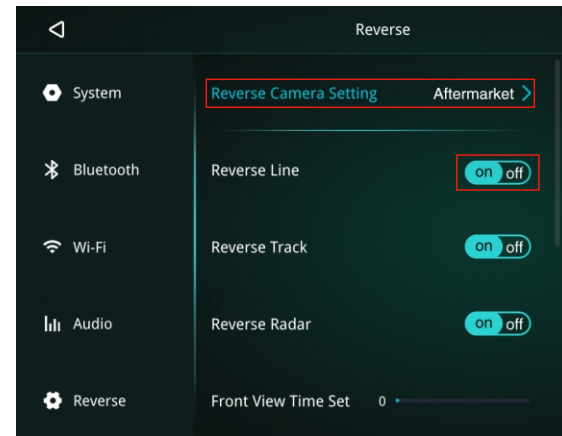 Reverse
System
Reverse Camera Setting Aftermarket
Bluetooth
Reverse Line on off
Wi-Fi
Reverse Track on off
Audio
Reverse Radar on off
Reverse
Front View Time Set 0